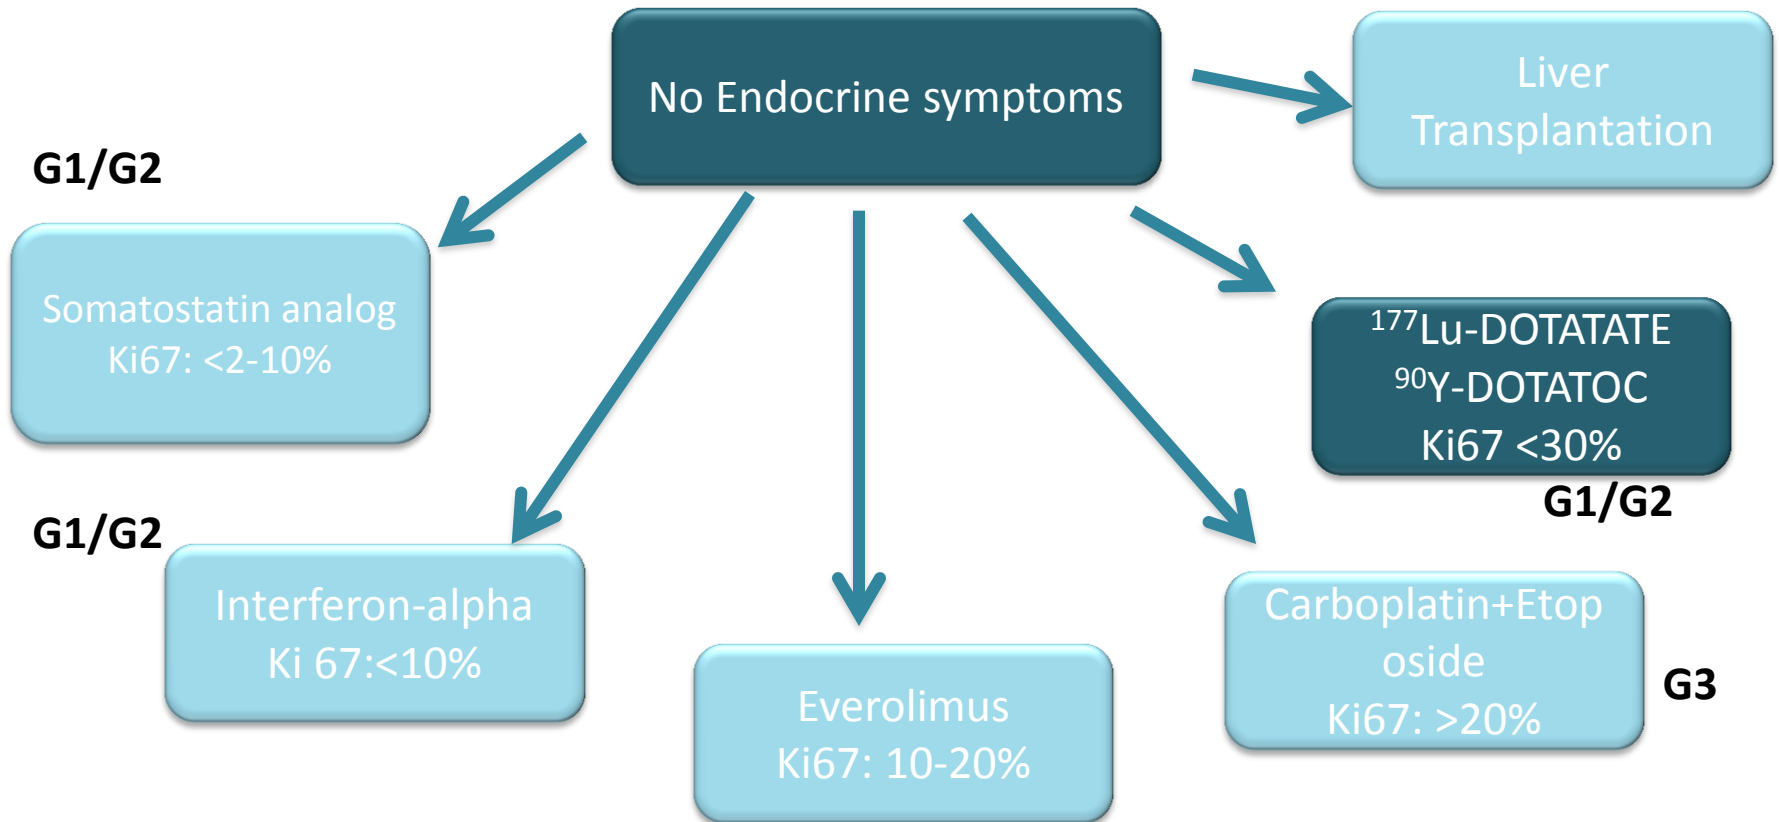 No Endocrine symptoms
Liver
Transplantation
G1/G2
Somatostatin analog
Ki67: <2-10%
¹⁷⁷Lu-DOTATATE
⁹⁰Y-DOTATOC
Ki67 <30%
G1/G2
G1/G2
Interferon-alpha
Ki 67:<10%
Everolimus
Ki67: 10-20%
Carboplatin+Etop
oside
Ki67: >20%
G3